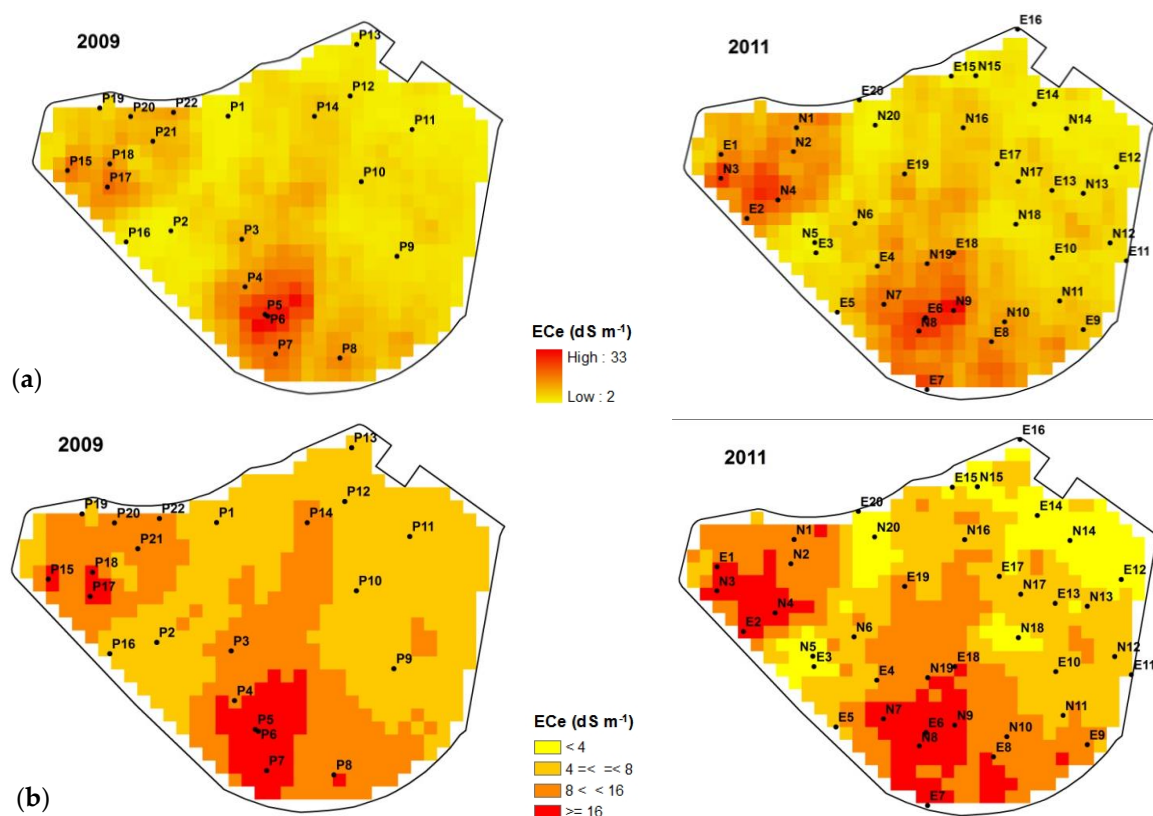 2009
P13
P12
P19
P20
P22
P1
P14
P11
P21
P18
P15
P17
P10
P2
P16
P3
P9
P4
P5
P6
P7
P8
(a)
ECe (dS m⁻¹)
High : 33
Low : 2
2011
E16
E15
N15
E20
E14
N1
N20
N16
N14
E1
N2
E17
E12
N3
E19
N17
E13
N13
N4
E2
N6
N18
N5
E3
N12
E18
E4
N19
E10
E11
N7
N9
N11
E5
E6
N8
N10
E8
E9
E7
2009
P13
P12
P19
P20
P22
P1
P14
P11
P21
P18
P15
P17
P10
P2
P16
P3
P9
P4
P5
P6
P7
P8
(b)
ECe (dS m⁻¹)
< 4
4 =< =< 8
8 < < 16
>= 16
2011
E16
E15
N15
E20
E14
N1
N20
N16
N14
E1
N2
E17
E12
N3
E19
N17
E13
N13
N4
E2
N6
N18
N5
E3
N12
E18
E4
N19
E10
E11
N7
N9
N11
E5
E6
N8
N10
E8
E9
E7